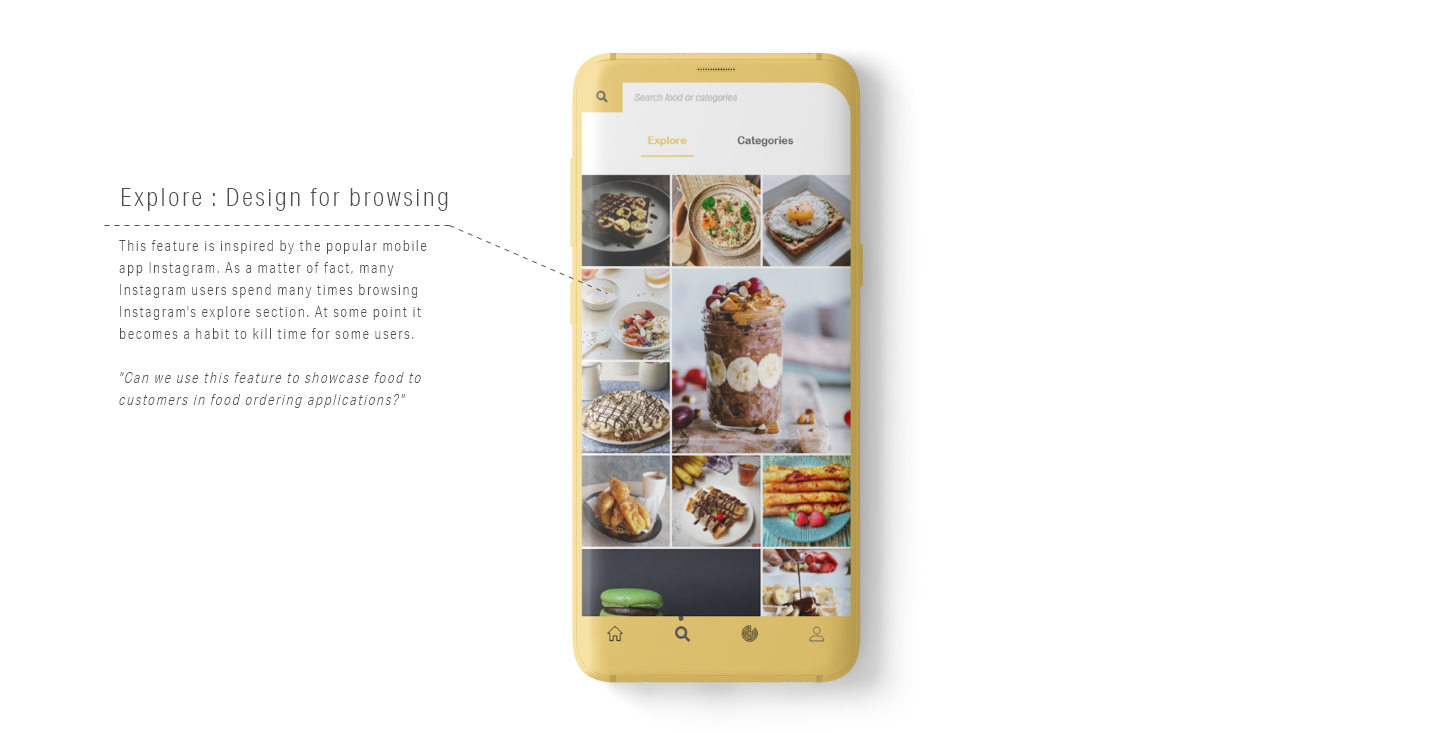 Explore : Design for browsing
This feature is inspired by the popular mobile
app Instagram. As a matter of fact, many
Instagram users spend many times browsing
Instagram's explore section. At some point it
becomes a habit to kill time for some users.
"Can we use this feature to showcase food to
customers in food ordering applications?"
Search food or categories
Explore
Categories